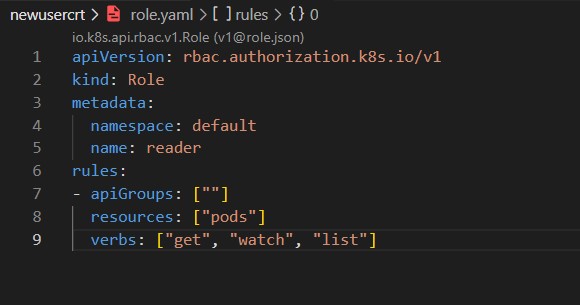 newusercrt > role.yaml > [ ] rules > {} 0
io.k8s.api.rbac.v1.Role (v1@role.json)
1 apiVersion: rbac.authorization.k8s.io/v1
2 kind: Role
3 metadata:
4   namespace: default
5   name: reader
6 rules:
7 - apiGroups: [""]
8   resources: ["pods"]
9   verbs: ["get", "watch", "list"]